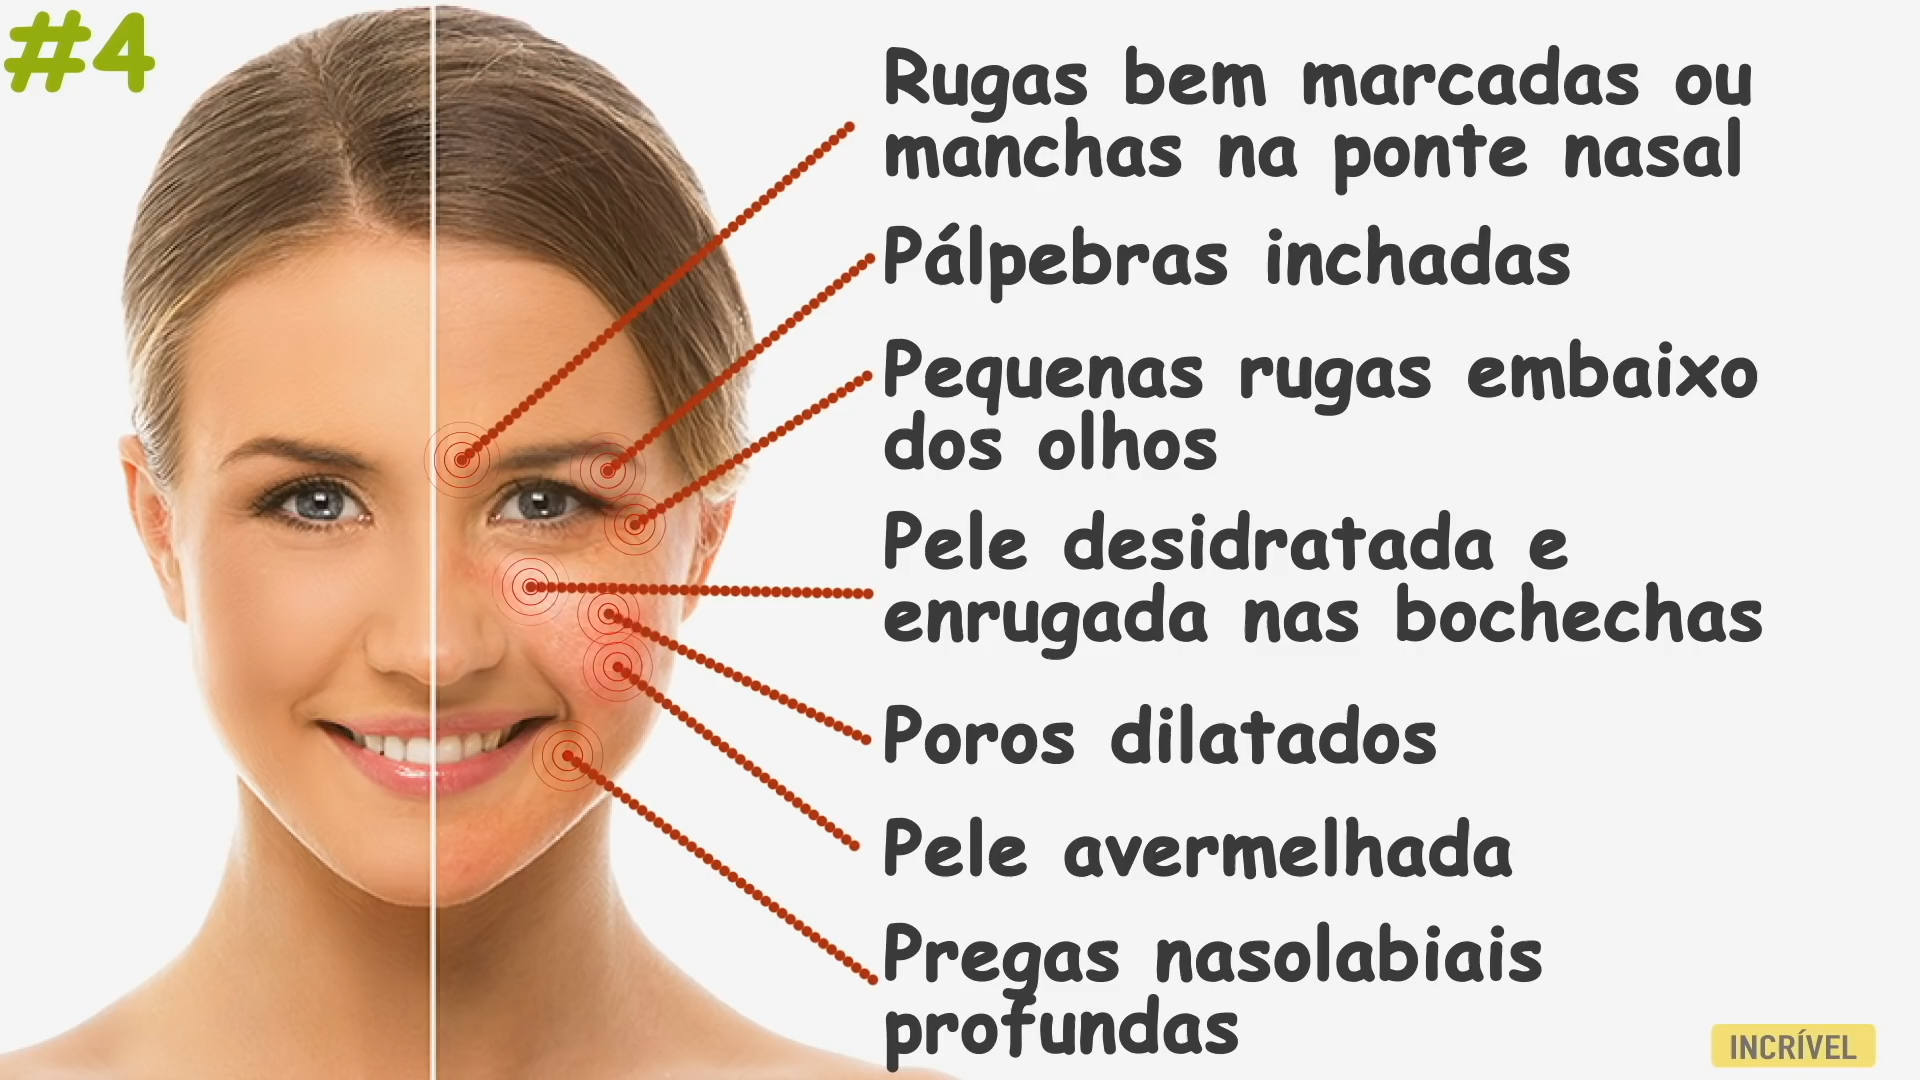 #4
Rugas bem marcadas ou
manchas na ponte nasal
Pálpebras inchadas
Pequenas rugas embaixo
dos olhos
Pele desidratada e
enrugada nas bochechas
Poros dilatados
Pele avermelhada
Pregas nasolabiais
profundas
INCRÍVEL